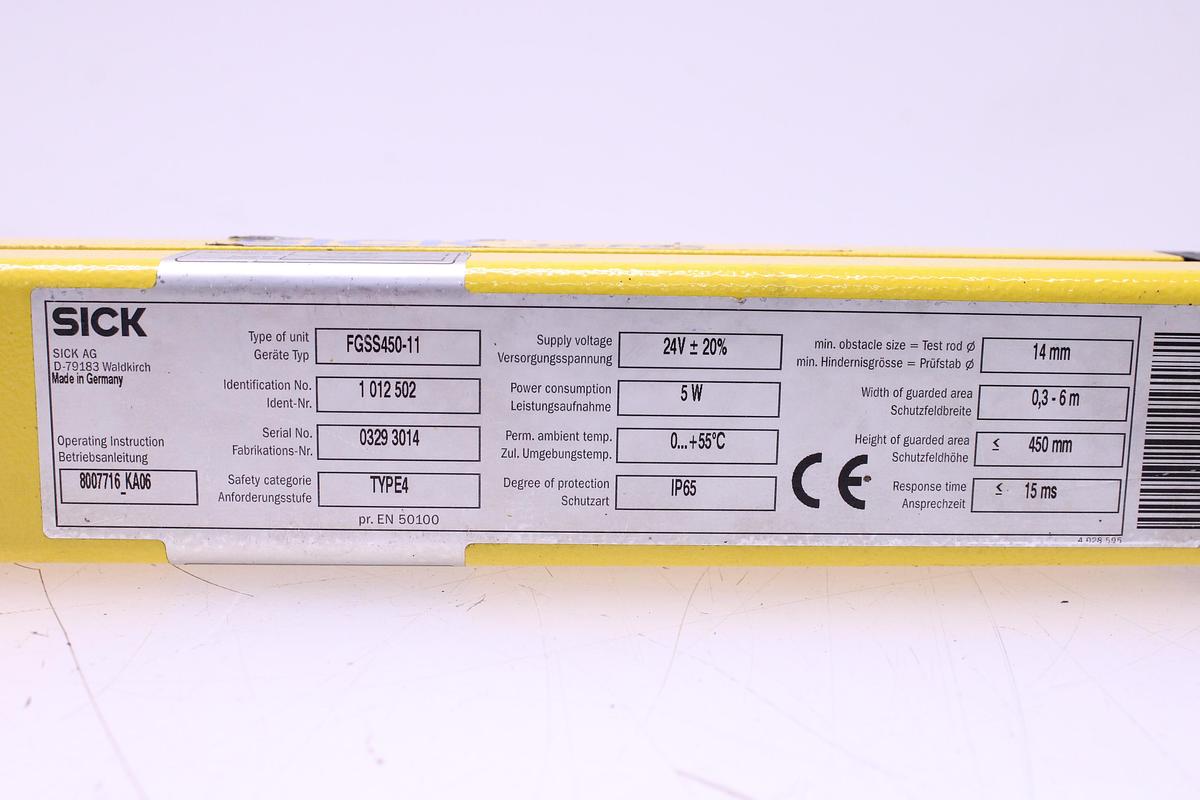 SICK
SICK AG
D-79183 Waldkirch
Made in Germany
Operating Instruction
Betriebsanleitung
8007716_KA06
Type of unit
Geräte Typ
FGSS450-11
Identification No.
Ident-Nr.
1 012 502
Serial No.
Fabrikations-Nr.
0329 3014
Safety categorie
Anforderungsstufe
TYPE4
pr. EN 50100
Supply voltage
Versorgungsspannung
24V ± 20%
Power consumption
Leistungsaufnahme
5 W
Perm. ambient temp.
Zul. Umgebungstemp.
0...+55°C
Degree of protection
Schutzart
IP65
CE
min. obstacle size = Test rod ø
min. Hindernisgrösse = Prüfstab ø
14 mm
Width of guarded area
Schutzfeldbreite
0,3 - 6 m
Height of guarded area
Schutzfeldhöhe
≤ 450 mm
Response time
Ansprechzeit
≤ 15 ms
4 028 595